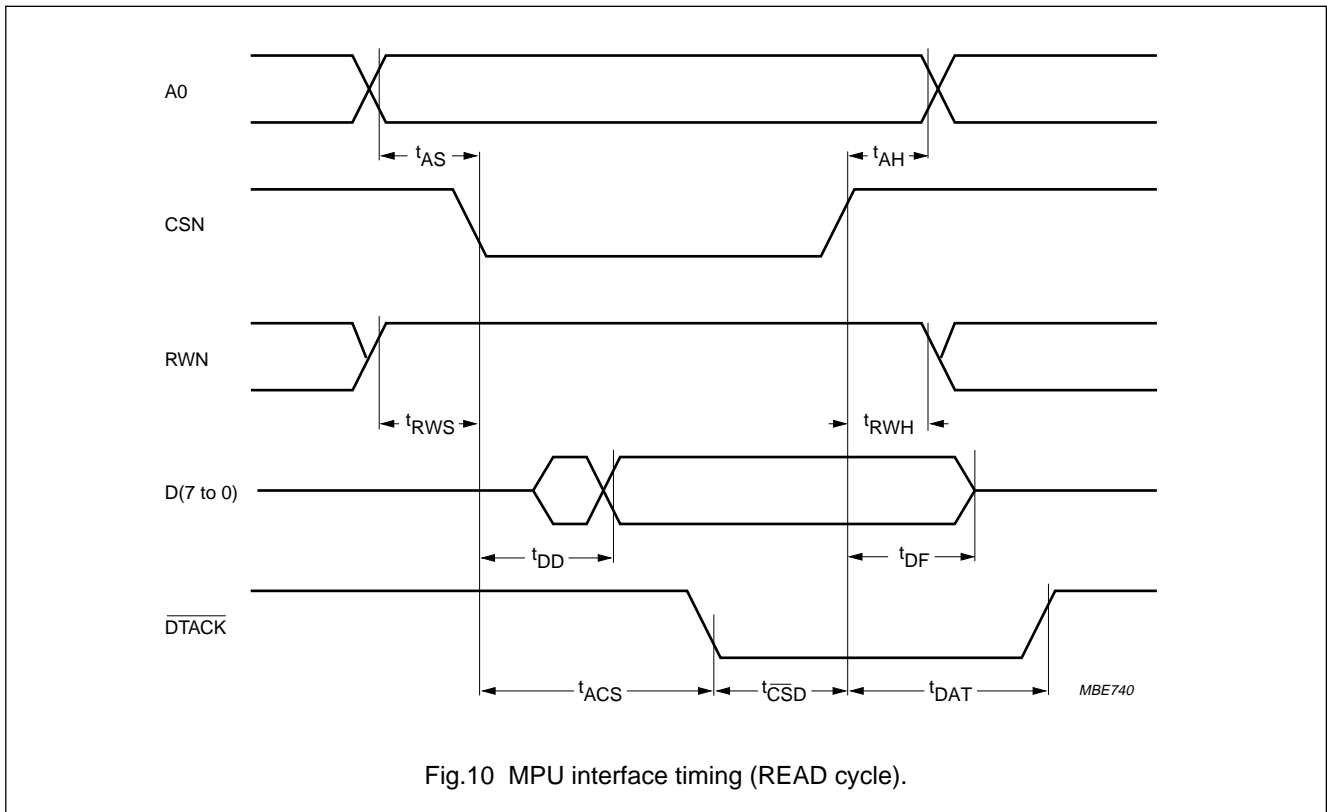 A0
tAS
tAH
CSN
RWN
tRWS
tRWH
D(7 to 0)
tDD
tDF
DTACK
tACS
tCSD
tDAT
MBE740
Fig.10 MPU interface timing (READ cycle).